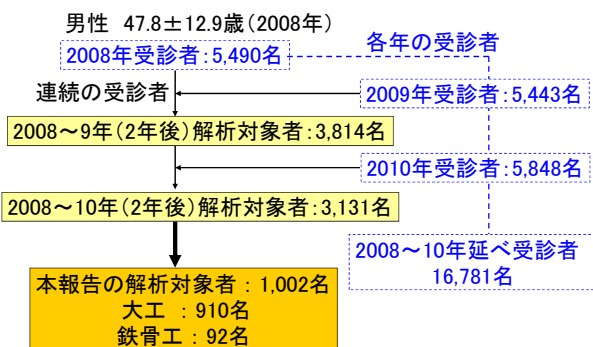 男性 47.8±12.9歳(2008年)
2008年受診者:5,490名
各年の受診者
連続の受診者
2009年受診者:5,443名
2008～9年(2年後)解析対象者:3,814名
2010年受診者:5,848名
2008～10年(2年後)解析対象者:3,131名
2008～10年延べ受診者
16,781名
本報告の解析対象者：1,002名
大工 ：910名
鉄骨工：92名